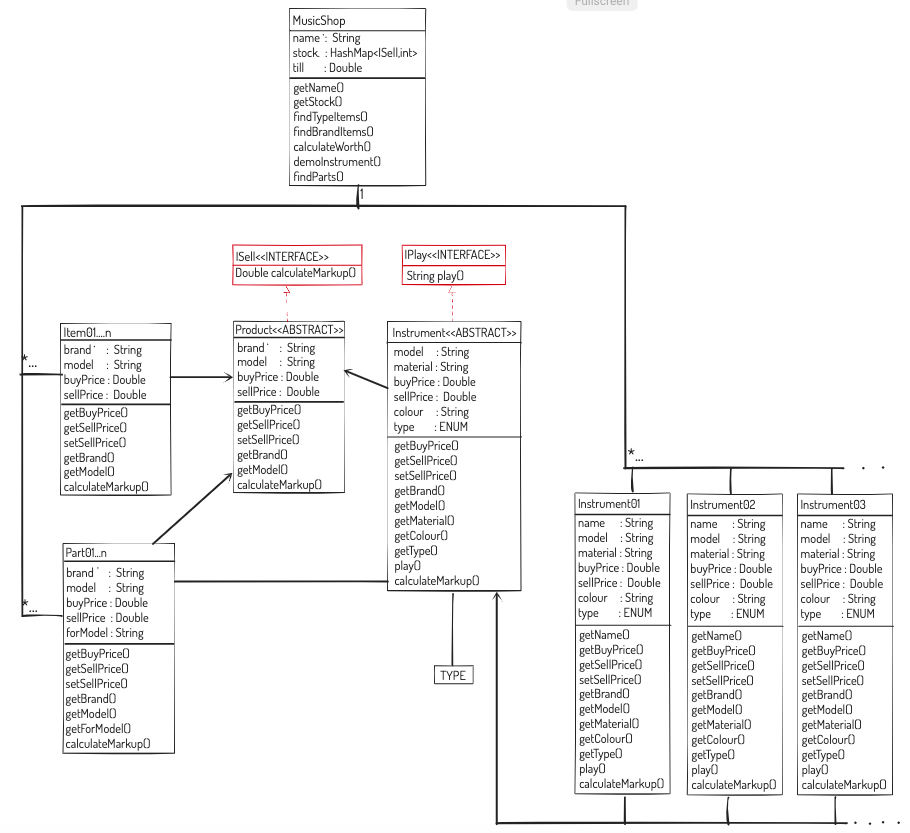 Fullscreen
MusicShop
name : String
stock. : HashMap<ISell,int>
till : Double
getName()
getStock()
findTypeItems()
findBrandItems()
calculateWorth()
demoInstrument()
findParts()
1
ISell<<INTERFACE>>
Double calculateMarkup()
IPlay<<INTERFACE>>
String play()
Item01....n
brand : String
model : String
buyPrice : Double
sellPrice : Double
getBuyPrice()
getSellPrice()
setSellPrice()
getBrand()
getModel()
calculateMarkup()
*...
Product<<ABSTRACT>>
brand : String
model : String
buyPrice : Double
sellPrice : Double
getBuyPrice()
getSellPrice()
setSellPrice()
getBrand()
getModel()
calculateMarkup()
Instrument<<ABSTRACT>>
model : String
material : String
buyPrice : Double
sellPrice : Double
colour : String
type : ENUM
getBuyPrice()
getSellPrice()
setSellPrice()
getBrand()
getModel()
getMaterial()
getColour()
getType()
play()
calculateMarkup()
Part01...n
brand : String
model : String
buyPrice : Double
sellPrice : Double
forModel : String
getBuyPrice()
getSellPrice()
setSellPrice()
getBrand()
getModel()
getForModel()
calculateMarkup()
*...
TYPE
*...
. . .
Instrument01
name : String
model : String
material : String
buyPrice : Double
sellPrice : Double
colour : String
type : ENUM
getName()
getBuyPrice()
getSellPrice()
setSellPrice()
getBrand()
getModel()
getMaterial()
getColour()
getType()
play()
calculateMarkup()
Instrument02
name : String
model : String
material : String
buyPrice : Double
sellPrice : Double
colour : String
type : ENUM
getName()
getBuyPrice()
getSellPrice()
setSellPrice()
getBrand()
getModel()
getMaterial()
getColour()
getType()
play()
calculateMarkup()
Instrument03
name : String
model : String
material : String
buyPrice : Double
sellPrice : Double
colour : String
type : ENUM
getName()
getBuyPrice()
getSellPrice()
setSellPrice()
getBrand()
getModel()
getMaterial()
getColour()
getType()
play()
calculateMarkup()
. . . .